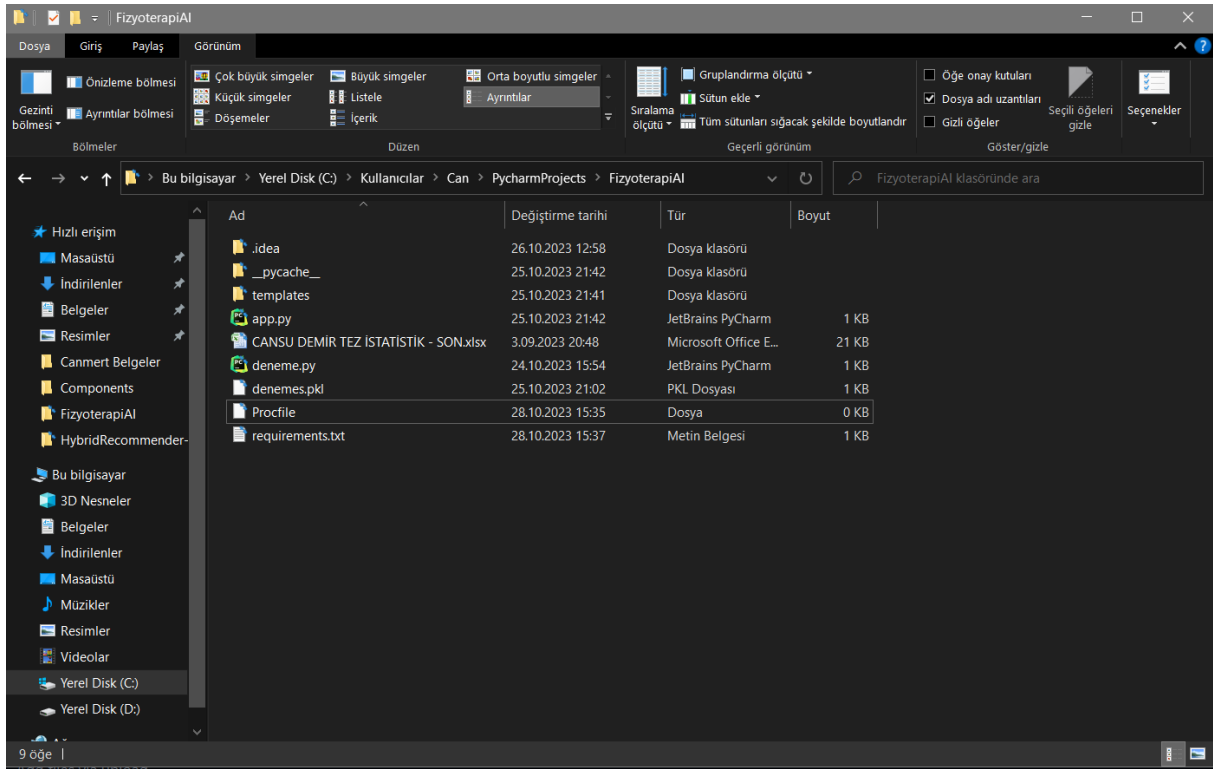 FizyoterapiAI
Dosya Giriş Paylaş Görünüm
Gezinti bölmesi
Önizleme bölmesi
Ayrıntılar bölmesi
Bölmeler
Çok büyük simgeler Büyük simgeler Orta boyutlu simgeler
Küçük simgeler Listele Ayrıntılar
Döşemeler İçerik
Düzen
Sıralama ölçütü
Gruplandırma ölçütü
Sütun ekle
Tüm sütunları sığacak şekilde boyutlandır
Geçerli görünüm
Öğe onay kutuları
Dosya adı uzantıları
Gizli öğeler
Seçili öğeleri gizle
Göster/gizle
Seçenekler
Bu bilgisayar > Yerel Disk (C:) > Kullanıcılar > Can > PycharmProjects > FizyoterapiAI
FizyoterapiAI klasöründe ara
Hızlı erişim
Masaüstü
İndirilenler
Belgeler
Resimler
Canmert Belgeler
Components
FizyoterapiAI
HybridRecommender-
Bu bilgisayar
3D Nesneler
Belgeler
İndirilenler
Masaüstü
Müzikler
Resimler
Videolar
Yerel Disk (C:)
Yerel Disk (D:)
Ad Değiştirme tarihi Tür Boyut
.idea 26.10.2023 12:58 Dosya klasörü
__pycache__ 25.10.2023 21:42 Dosya klasörü
templates 25.10.2023 21:41 Dosya klasörü
app.py 25.10.2023 21:42 JetBrains PyCharm 1 KB
CANSU DEMİR TEZ İSTATİSTİK - SON.xlsx 3.09.2023 20:48 Microsoft Office E... 21 KB
deneme.py 24.10.2023 15:54 JetBrains PyCharm 1 KB
denemes.pkl 25.10.2023 21:02 PKL Dosyası 1 KB
Procfile 28.10.2023 15:35 Dosya 0 KB
requirements.txt 28.10.2023 15:37 Metin Belgesi 1 KB
9 öğe